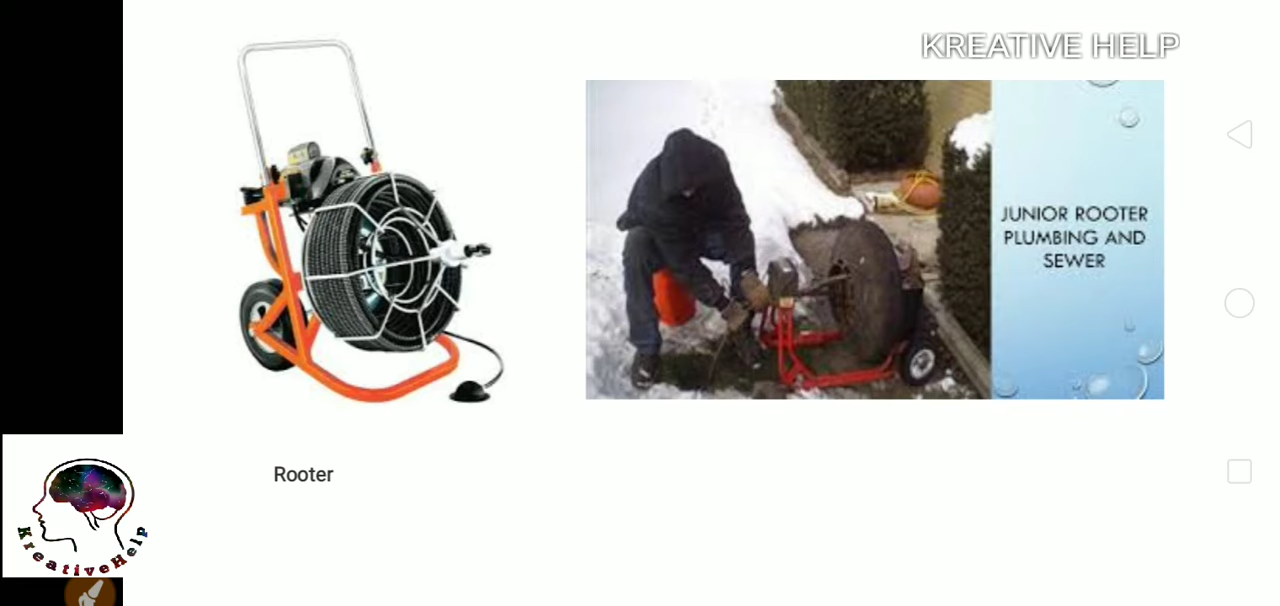 KREATIVE HELP
JUNIOR ROOTER
PLUMBING AND
SEWER
Rooter
KreativeHelp